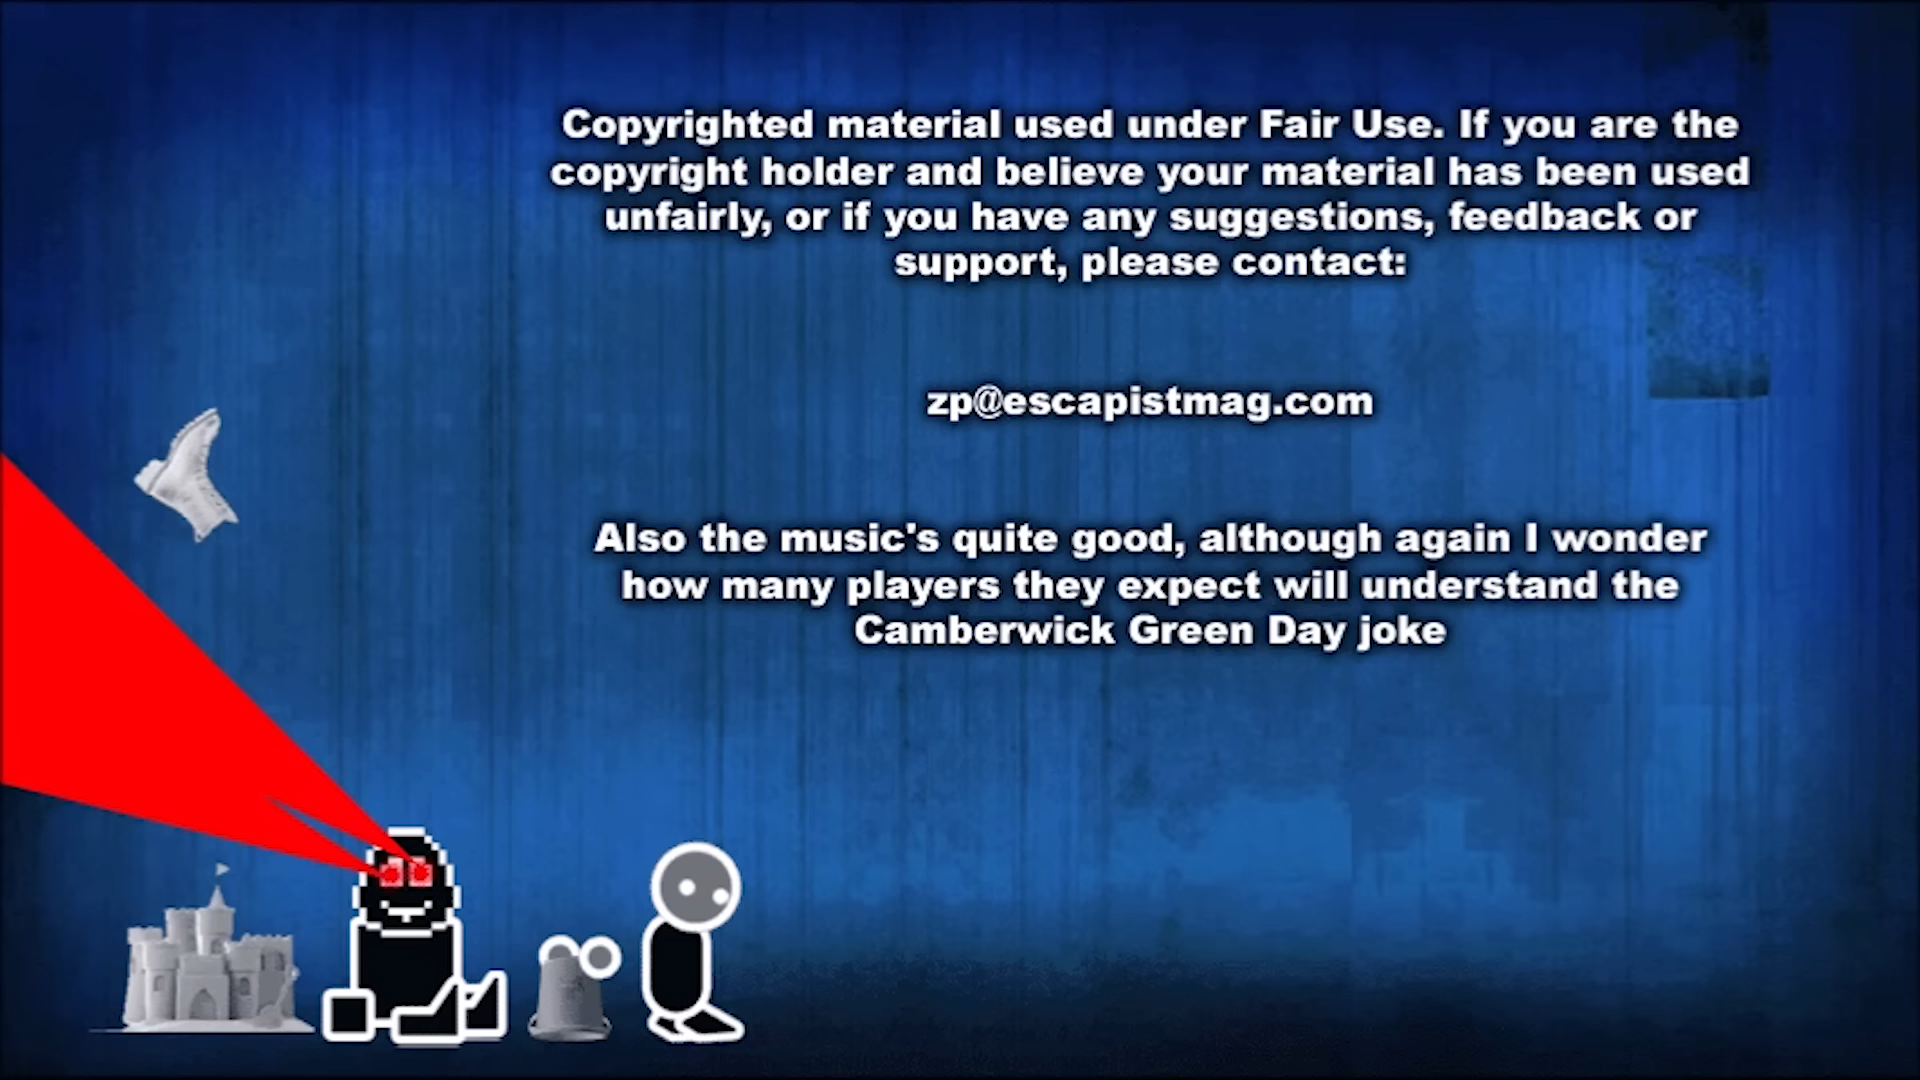 Copyrighted material used under Fair Use. If you are the
copyright holder and believe your material has been used
unfairly, or if you have any suggestions, feedback or
support, please contact:
zp@escapistmag.com
Also the music's quite good, although again I wonder
how many players they expect will understand the
Camberwick Green Day joke